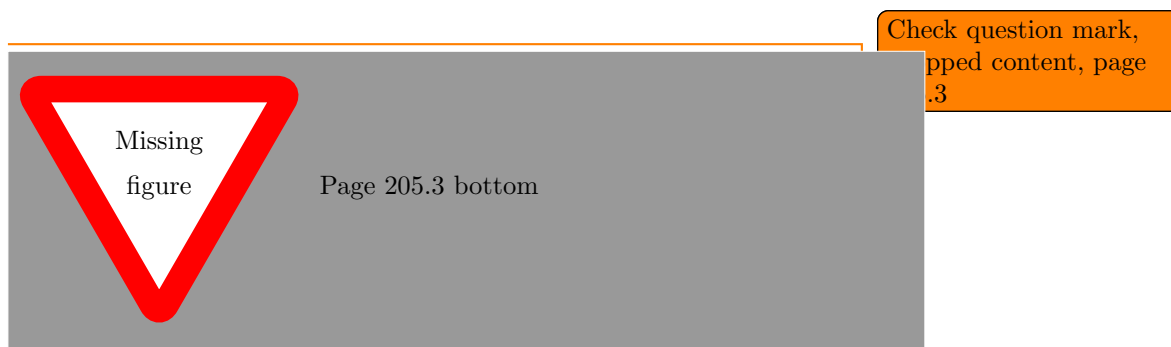 Check question mark,
pped content, page
.3
Missing
figure
Page 205.3 bottom